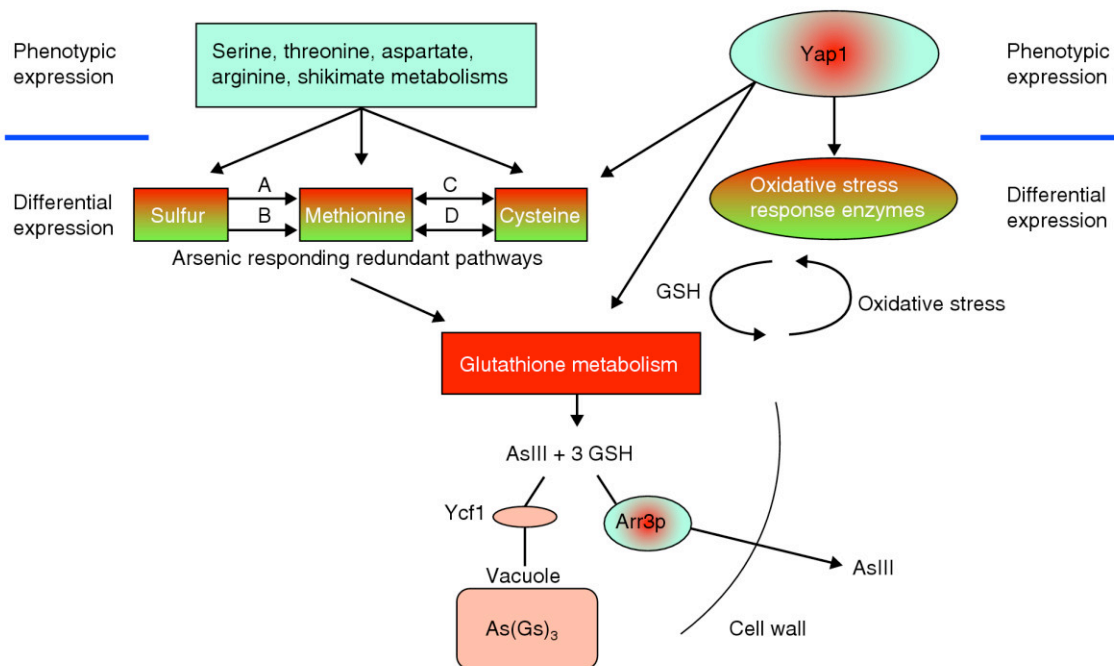 Phenotypic
expression
Serine, threonine, aspartate,
arginine, shikimate metabolisms
Yap1
Phenotypic
expression
Differential
expression
Sulfur
A
B
Methionine
C
D
Cysteine
Oxidative stress
response enzymes
Differential
expression
Arsenic responding redundant pathways
GSH
Oxidative stress
Glutathione metabolism
AsIII + 3 GSH
Ycf1
Arr3p
AsIII
Vacuole
As(Gs)₃
Cell wall